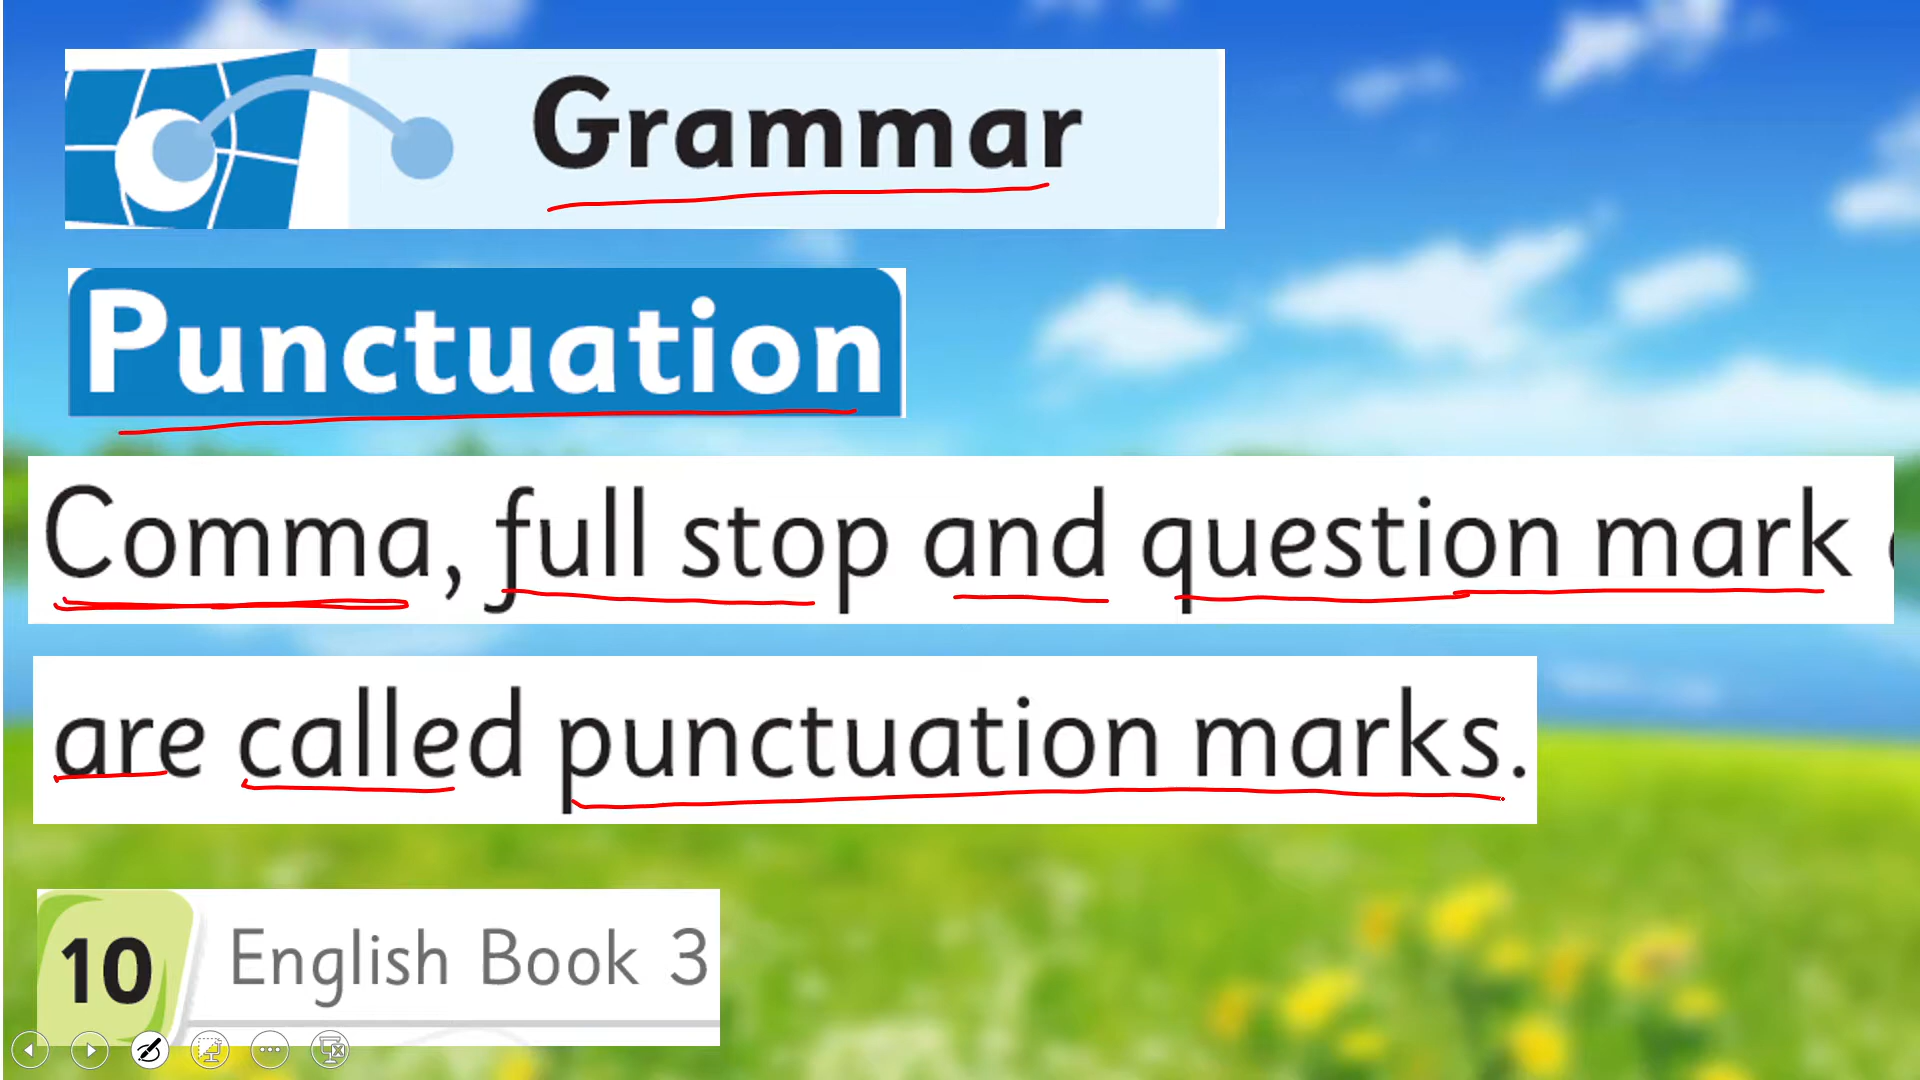 Grammar
Punctuation
Comma, full stop and question mark
are called punctuation marks.
10 English Book 3